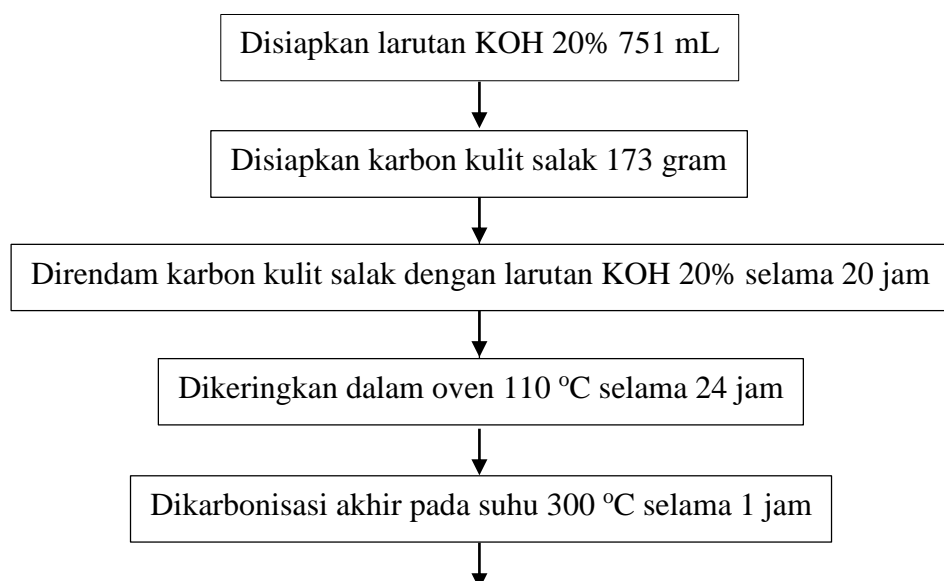 Disiapkan larutan KOH 20% 751 mL
Disiapkan karbon kulit salak 173 gram
Direndam karbon kulit salak dengan larutan KOH 20% selama 20 jam
Dikeringkan dalam oven 110 ºC selama 24 jam
Dikarbonisasi akhir pada suhu 300 ºC selama 1 jam